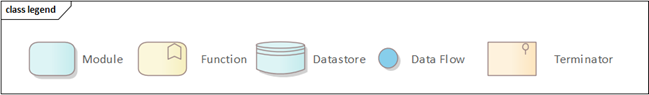 class legend
Module
Function
Datastore
Data Flow
Terminator